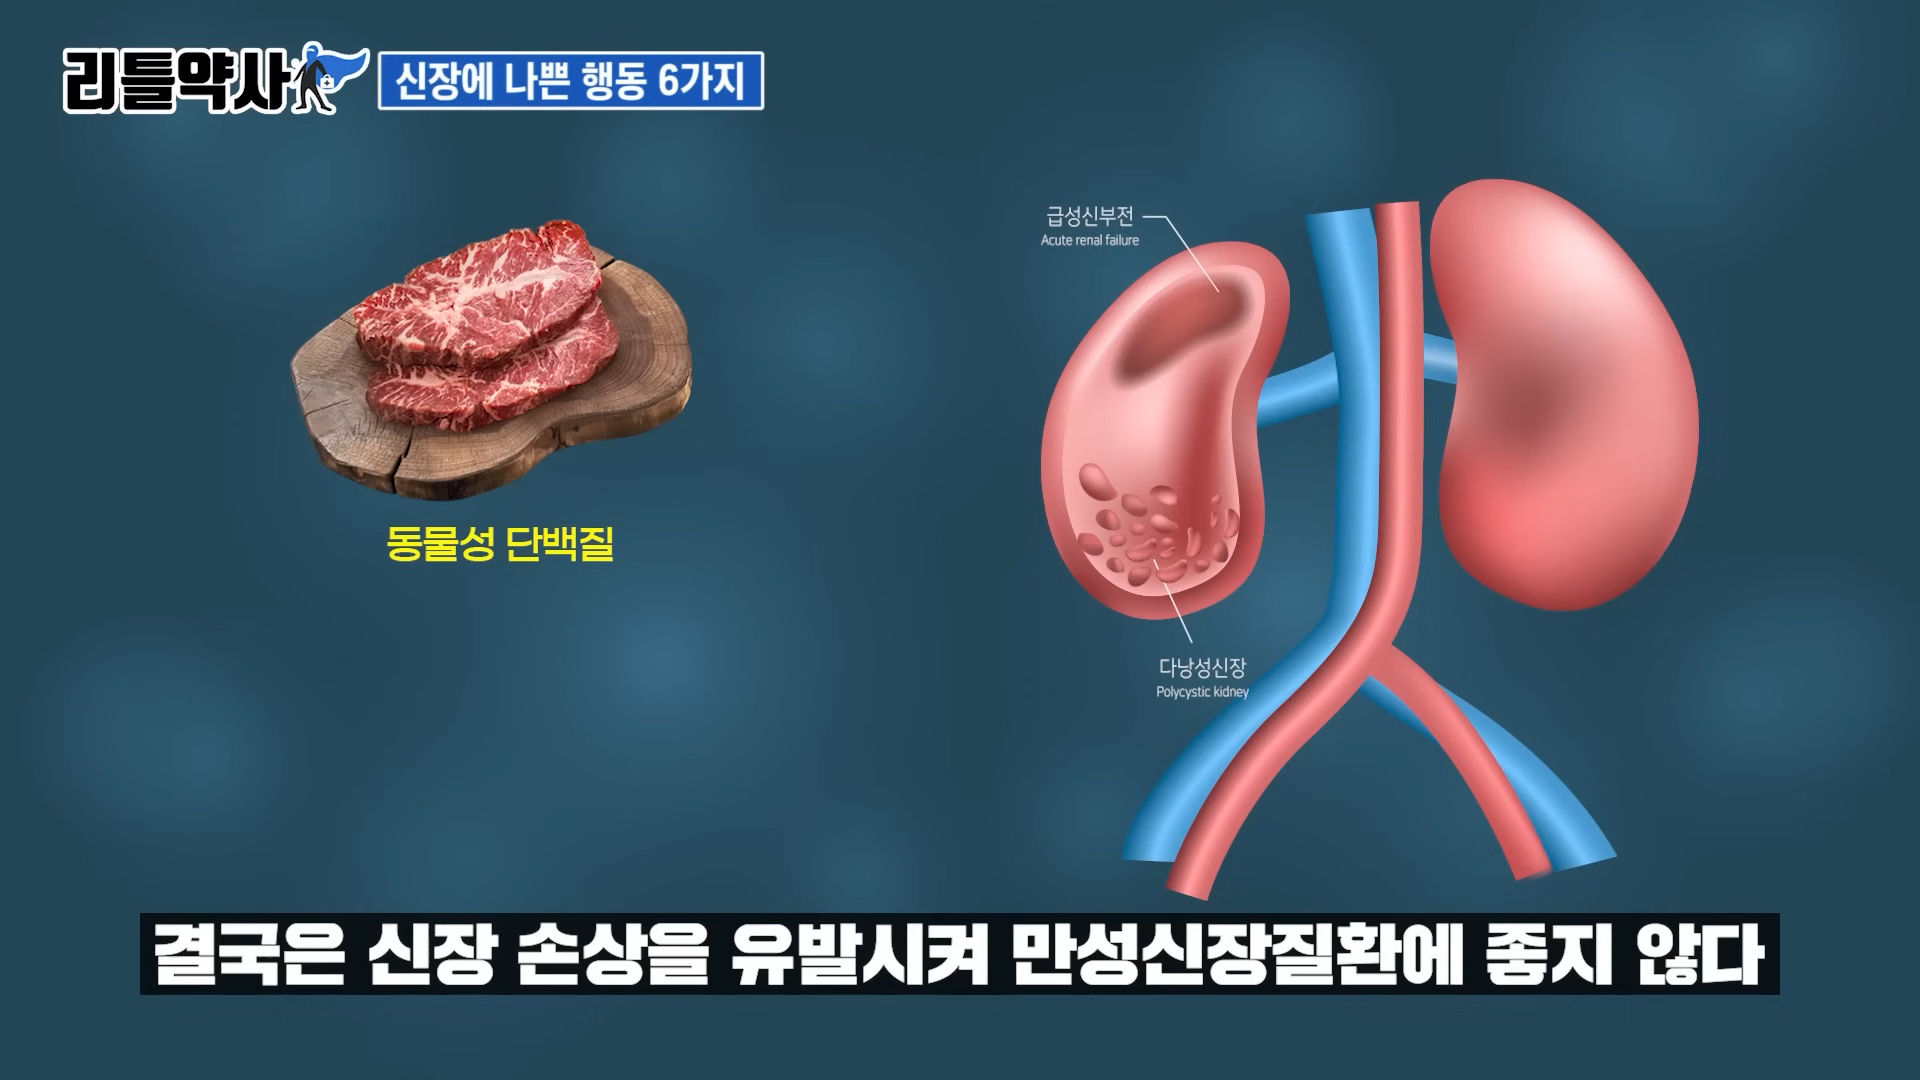 리틀약사
신장에 나쁜 행동 6가지
급성신부전
Acute renal failure
동물성 단백질
다낭성신장
Polycystic kidney
결국은 신장 손상을 유발시켜 만성신장질환에 좋지 않다